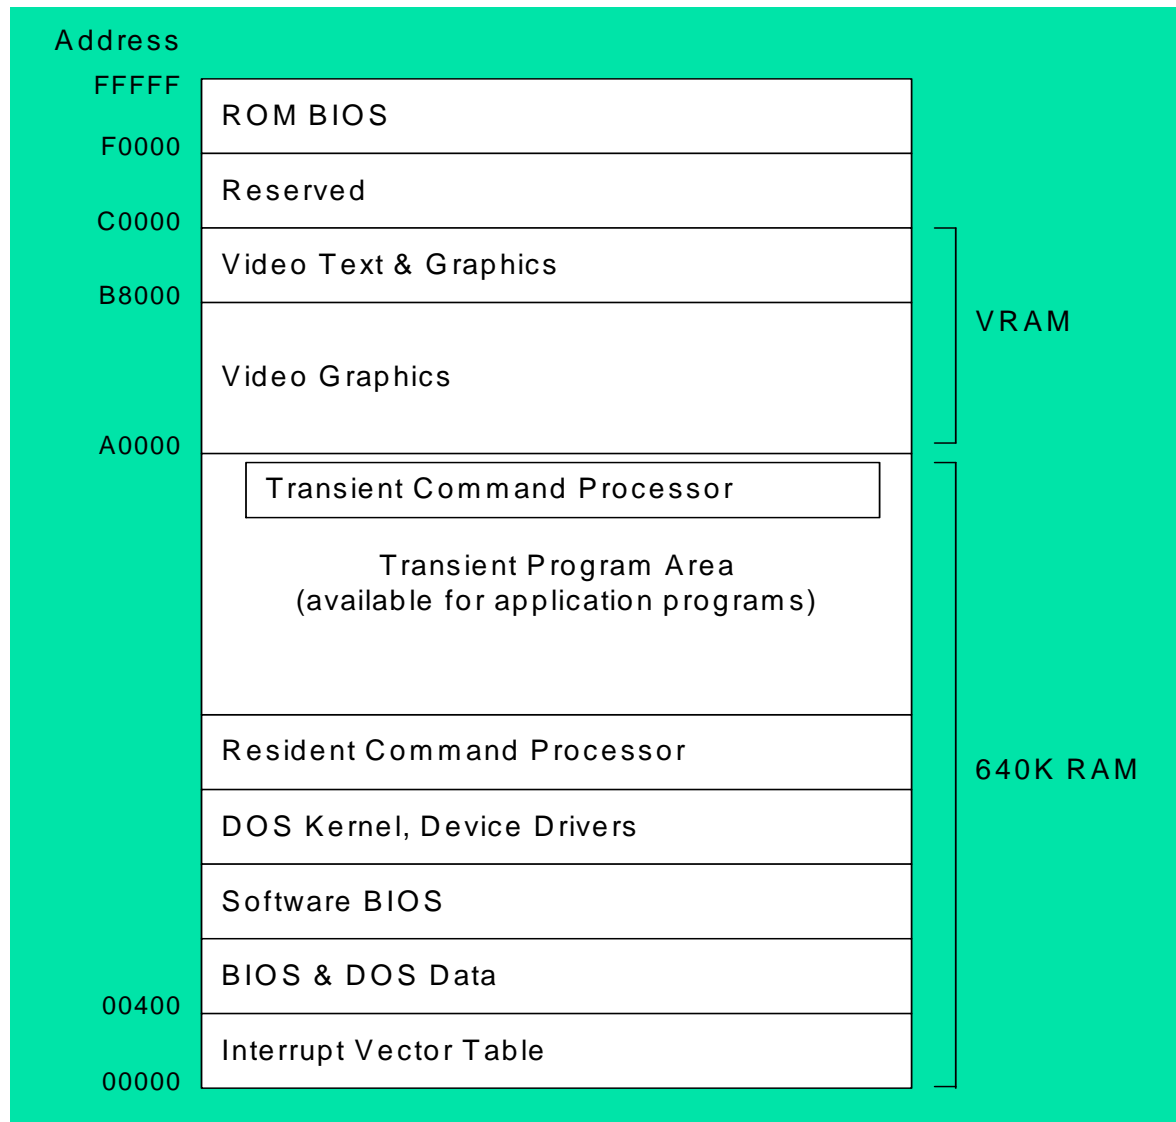 Address
FFFFF
ROM BIOS
F0000
Reserved
C0000
Video Text & Graphics
B8000
VRAM
Video Graphics
A0000
Transient Command Processor
Transient Program Area
(available for application programs)
Resident Command Processor
640K RAM
DOS Kernel, Device Drivers
Software BIOS
BIOS & DOS Data
00400
Interrupt Vector Table
00000